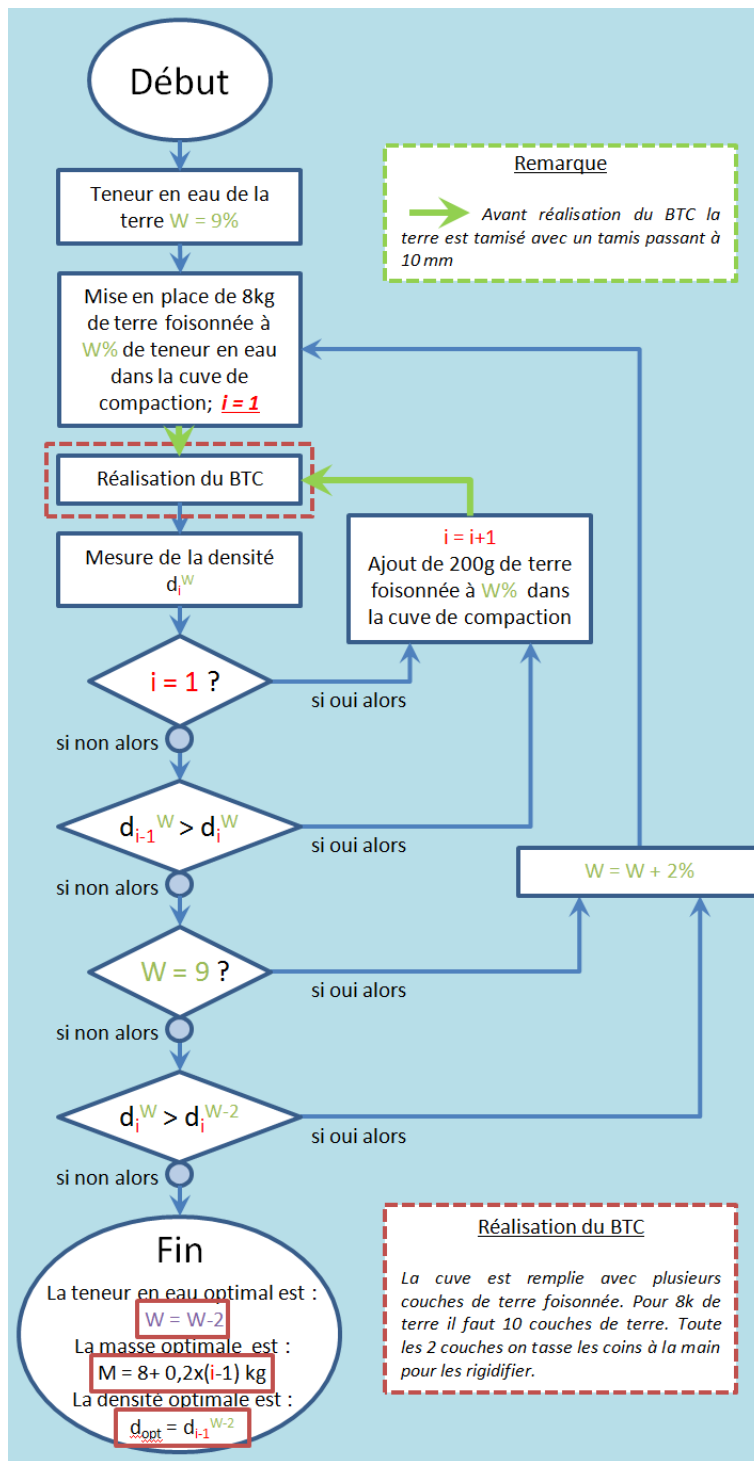 Début
Teneur en eau de la
terre W = 9%
Remarque
Avant réalisation du BTC la
terre est tamisé avec un tamis passant à
10 mm
Mise en place de 8kg
de terre foisonnée à
W% de teneur en eau
dans la cuve de
compaction; i = 1
Réalisation du BTC
i = i+1
Ajout de 200g de terre
foisonnée à W% dans
la cuve de compaction
Mesure de la densité
dᵢᵂ
i = 1 ?
si oui alors
si non alors
dᵢ₋₁ᵂ > dᵢᵂ
si oui alors
W = W + 2%
si non alors
W = 9 ?
si oui alors
si non alors
dᵢᵂ > dᵢᵂ⁻²
si oui alors
si non alors
Fin
La teneur en eau optimal est :
W = W-2
La masse optimale est :
M = 8+ 0,2x(i-1) kg
La densité optimale est :
dₒₚₜ = dᵢ₋₁ᵂ⁻²
Réalisation du BTC
La cuve est remplie avec plusieurs
couches de terre foisonnée. Pour 8k de
terre il faut 10 couches de terre. Toute
les 2 couches on tasse les coins à la main
pour les rigidifier.